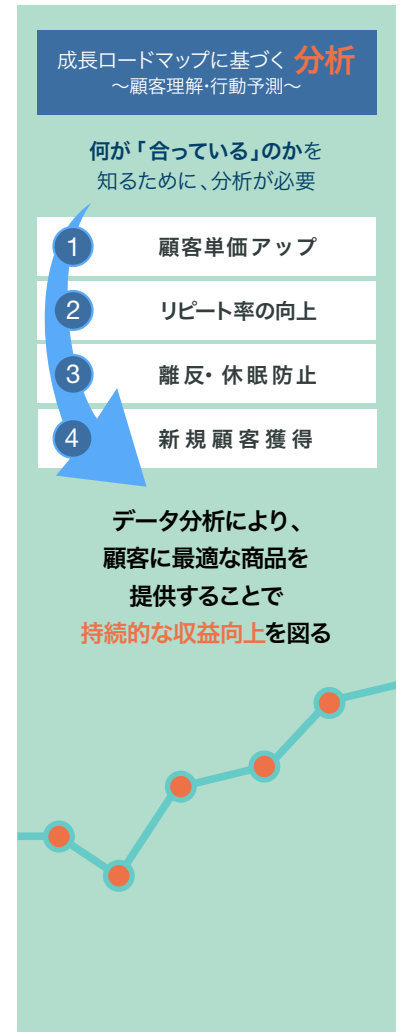 成長ロードマップに基づく 分析
～顧客理解・行動予測～
何が「合っている」のかを
知るために、分析が必要
1 顧客単価アップ
2 リピート率の向上
3 離反・休眠防止
4 新規顧客獲得
データ分析により、
顧客に最適な商品を
提供することで
持続的な収益向上を図る